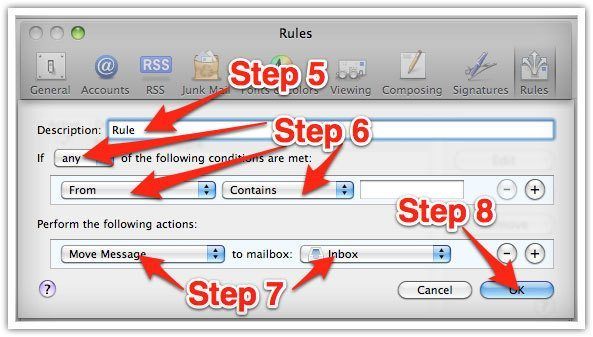 Rules
General Accounts RSS Junk Mail Fonts & Colors Viewing Composing Signatures Rules
RSS
Step 5
Description: Rule
Step 6
If any of the following conditions are met:
Edit
From Contains
Step 8
Perform the following actions:
Move Message to mailbox: Inbox
Step 7
? Cancel OK